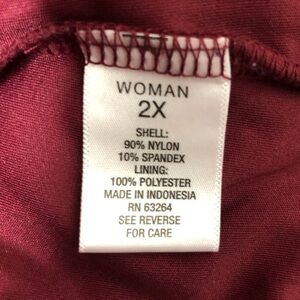 WOMAN
2X
SHELL:
90% NYLON
10% SPANDEX
LINING:
100% POLYESTER
MADE IN INDONESIA
RN 63264
SEE REVERSE
FOR CARE